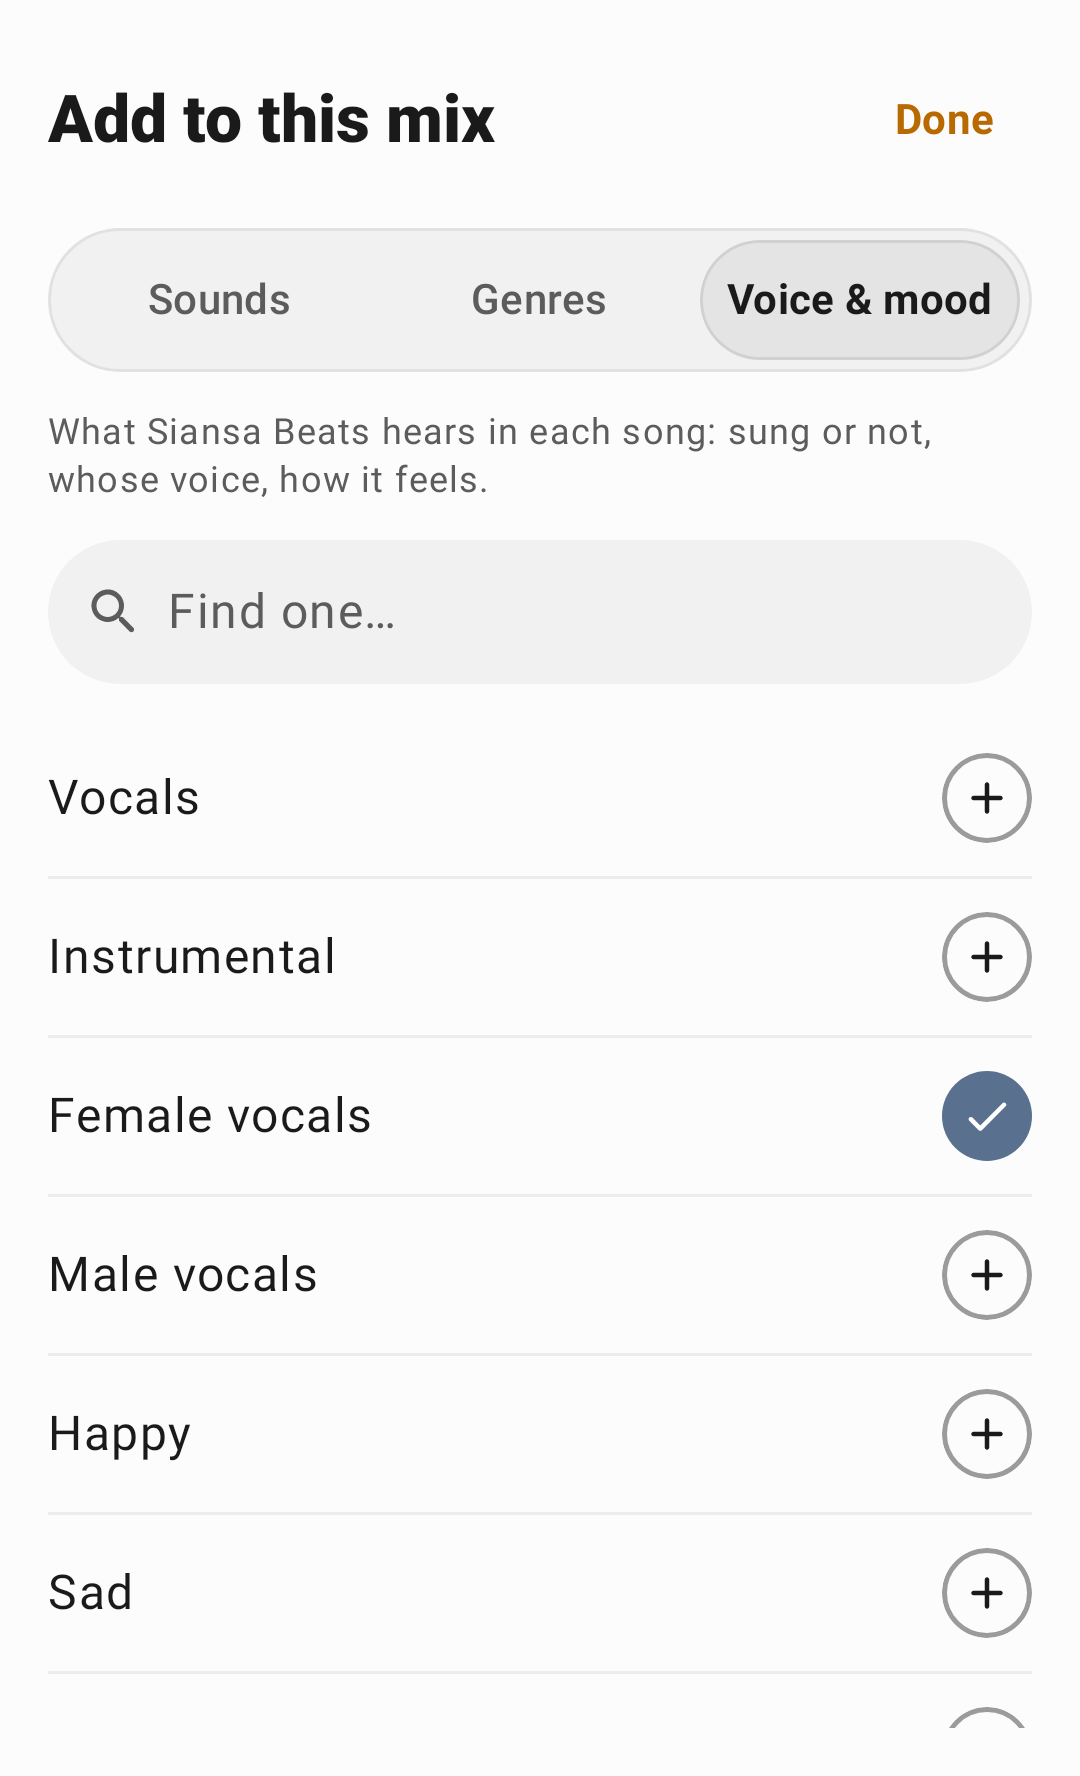 Add to this mix
Done
Sounds
Genres
Voice & mood
What Siansa Beats hears in each song: sung or not,
whose voice, how it feels.
Find one…
Vocals
Instrumental
Female vocals
Male vocals
Happy
Sad